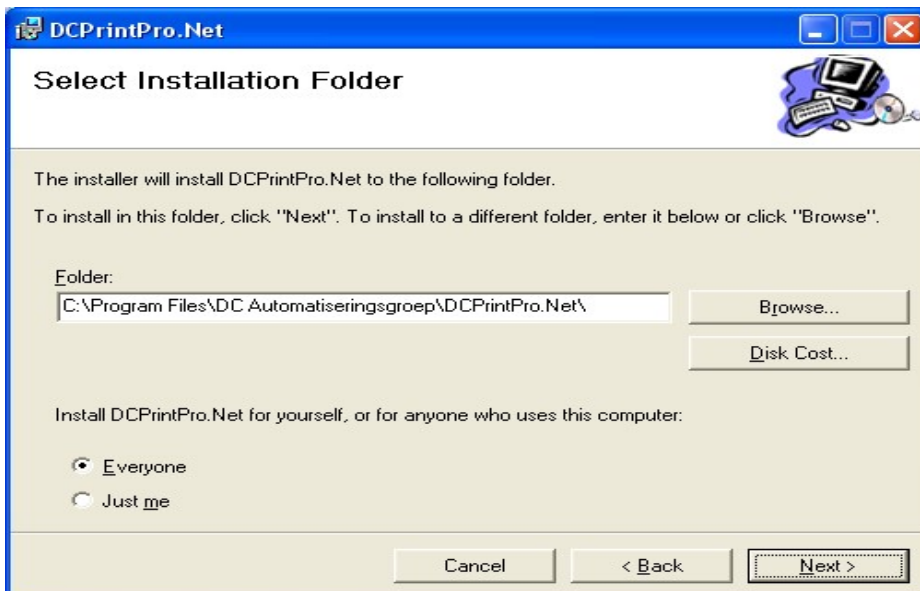 DCPrintPro.Net
Select Installation Folder
The installer will install DCPrintPro.Net to the following folder.
To install in this folder, click "Next". To install to a different folder, enter it below or click "Browse".
Folder:
C:\Program Files\DC Automatiseringsgroep\DCPrintPro.Net\
Browse...
Disk Cost...
Install DCPrintPro.Net for yourself, or for anyone who uses this computer:
Everyone
Just me
Cancel
< Back
Next >